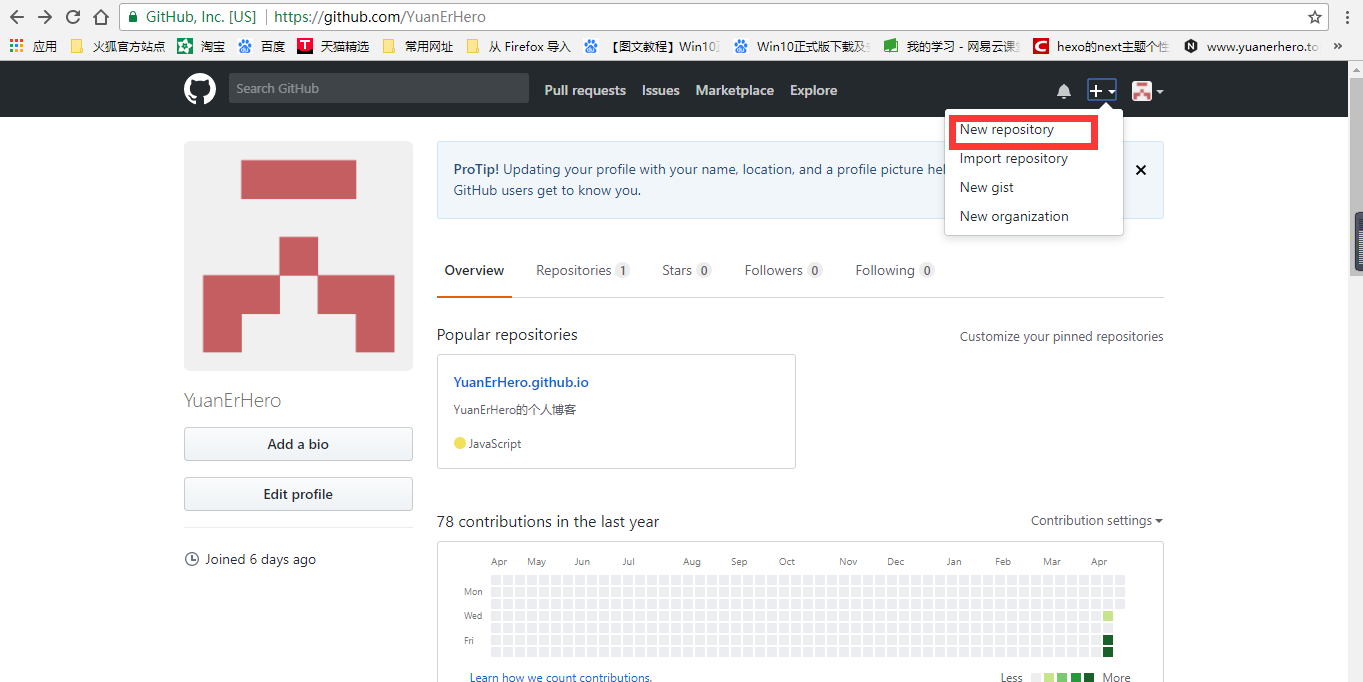 GitHub, Inc. [US] | https://github.com/YuanErHero
应用 火狐官方站点 淘宝 百度 天猫精选 常用网址 从 Firefox 导入 【图文教程】Win10 Win10正式版下载及 我的学习 - 网易云课 hexo的next主题个性 www.yuanerhero.to »
Search GitHub Pull requests Issues Marketplace Explore
New repository
Import repository
New gist
New organization
ProTip! Updating your profile with your name, location, and a profile picture hel
GitHub users get to know you.
Overview Repositories 1 Stars 0 Followers 0 Following 0
Popular repositories Customize your pinned repositories
YuanErHero.github.io
YuanErHero的个人博客
JavaScript
YuanErHero
Add a bio
Edit profile
Joined 6 days ago
78 contributions in the last year Contribution settings
Apr May Jun Jul Aug Sep Oct Nov Dec Jan Feb Mar Apr
Mon
Wed
Fri
Learn how we count contributions. Less More